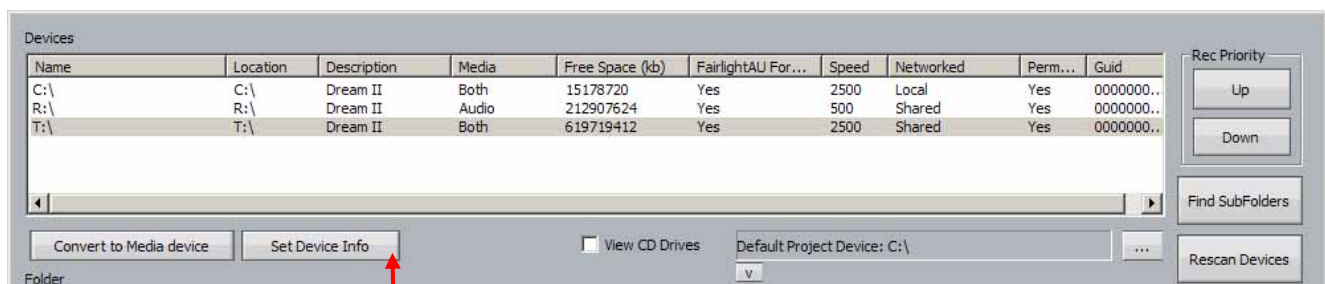 Devices
Name Location Description Media Free Space (kb) FairlightAU For... Speed Networked Perm... Guid
C:\ C:\ Dream II Both 15178720 Yes 2500 Local Yes 0000000..
R:\ R:\ Dream II Audio 212907624 Yes 500 Shared Yes 0000000..
T:\ T:\ Dream II Both 619719412 Yes 2500 Shared Yes 0000000..
Rec Priority
Up
Down
Find SubFolders
Convert to Media device Set Device Info View CD Drives Default Project Device: C:\ ...
v
Rescan Devices
Folder